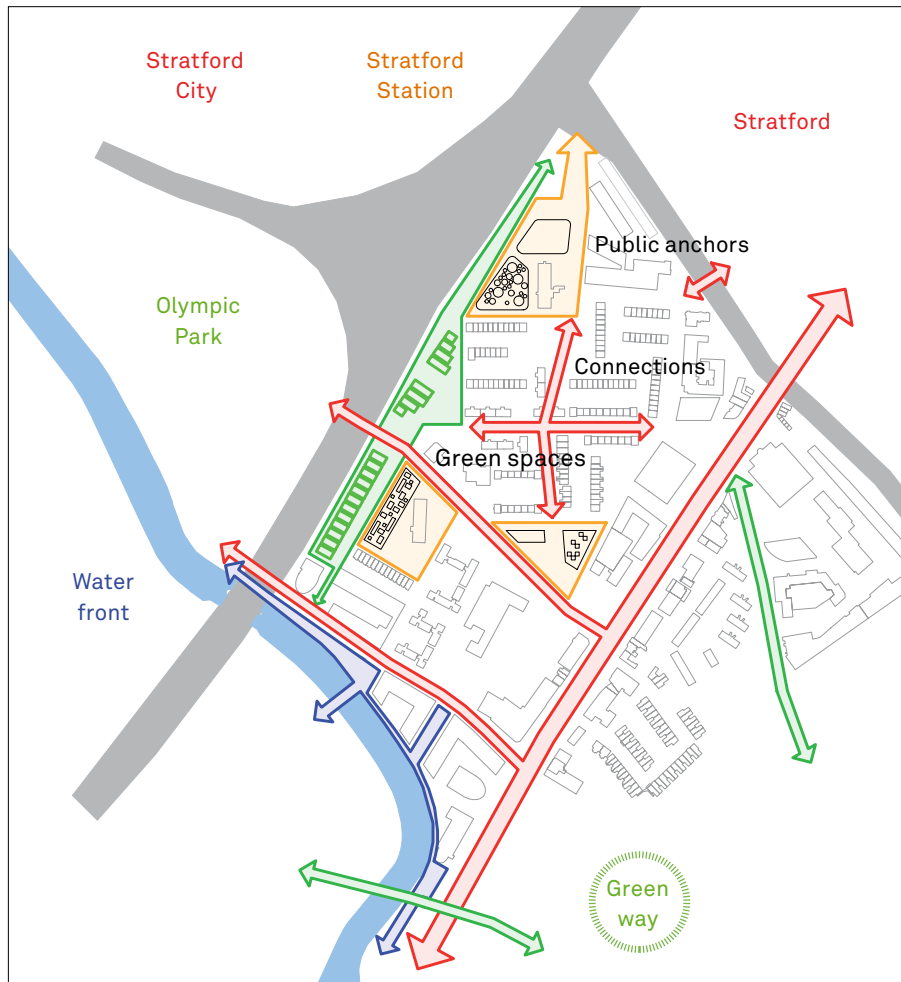 Stratford
City
Stratford
Station
Stratford
Public anchors
Olympic
Park
Connections
Green spaces
Water
front
Green
way